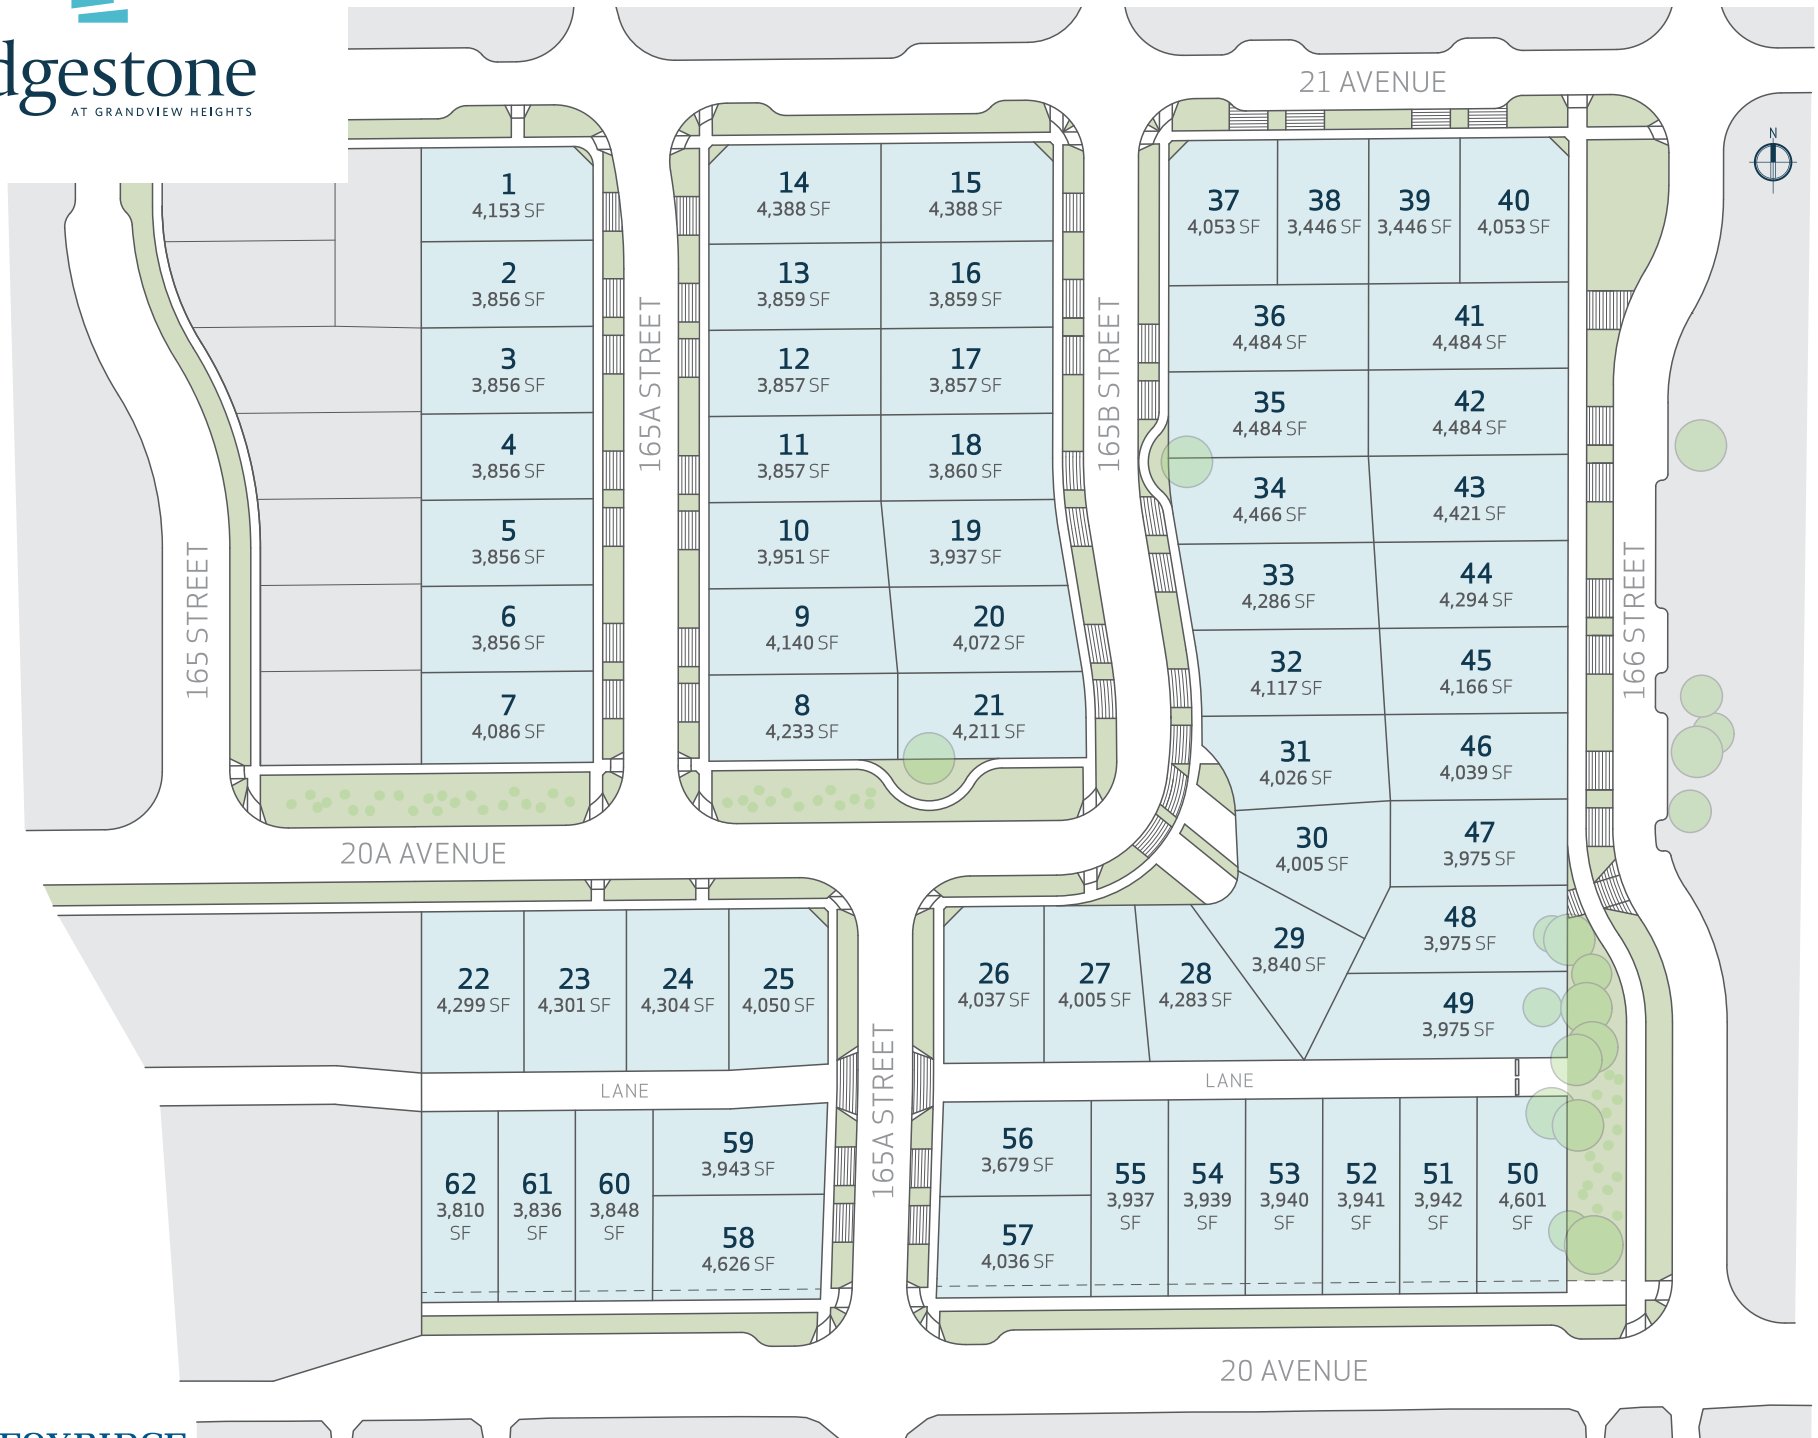 dgestone
AT GRANDVIEW HEIGHTS
21 AVENUE
N
1
4,153 SF
2
3,856 SF
3
3,856 SF
4
3,856 SF
5
3,856 SF
6
3,856 SF
7
4,086 SF
165 STREET
165A STREET
14
4,388 SF
15
4,388 SF
13
3,859 SF
16
3,859 SF
12
3,857 SF
17
3,857 SF
11
3,857 SF
18
3,860 SF
10
3,951 SF
19
3,937 SF
9
4,140 SF
20
4,072 SF
8
4,233 SF
21
4,211 SF
165B STREET
37
4,053 SF
38
3,446 SF
39
3,446 SF
40
4,053 SF
36
4,484 SF
41
4,484 SF
35
4,484 SF
42
4,484 SF
34
4,466 SF
43
4,421 SF
33
4,286 SF
44
4,294 SF
32
4,117 SF
45
4,166 SF
31
4,026 SF
46
4,039 SF
30
4,005 SF
47
3,975 SF
29
3,840 SF
48
3,975 SF
49
3,975 SF
166 STREET
20A AVENUE
22
4,299 SF
23
4,301 SF
24
4,304 SF
25
4,050 SF
26
4,037 SF
27
4,005 SF
28
4,283 SF
LANE
LANE
165A STREET
62
3,810
SF
61
3,836
SF
60
3,848
SF
59
3,943 SF
58
4,626 SF
56
3,679 SF
57
4,036 SF
55
3,937
SF
54
3,939
SF
53
3,940
SF
52
3,941
SF
51
3,942
SF
50
4,601
SF
20 AVENUE